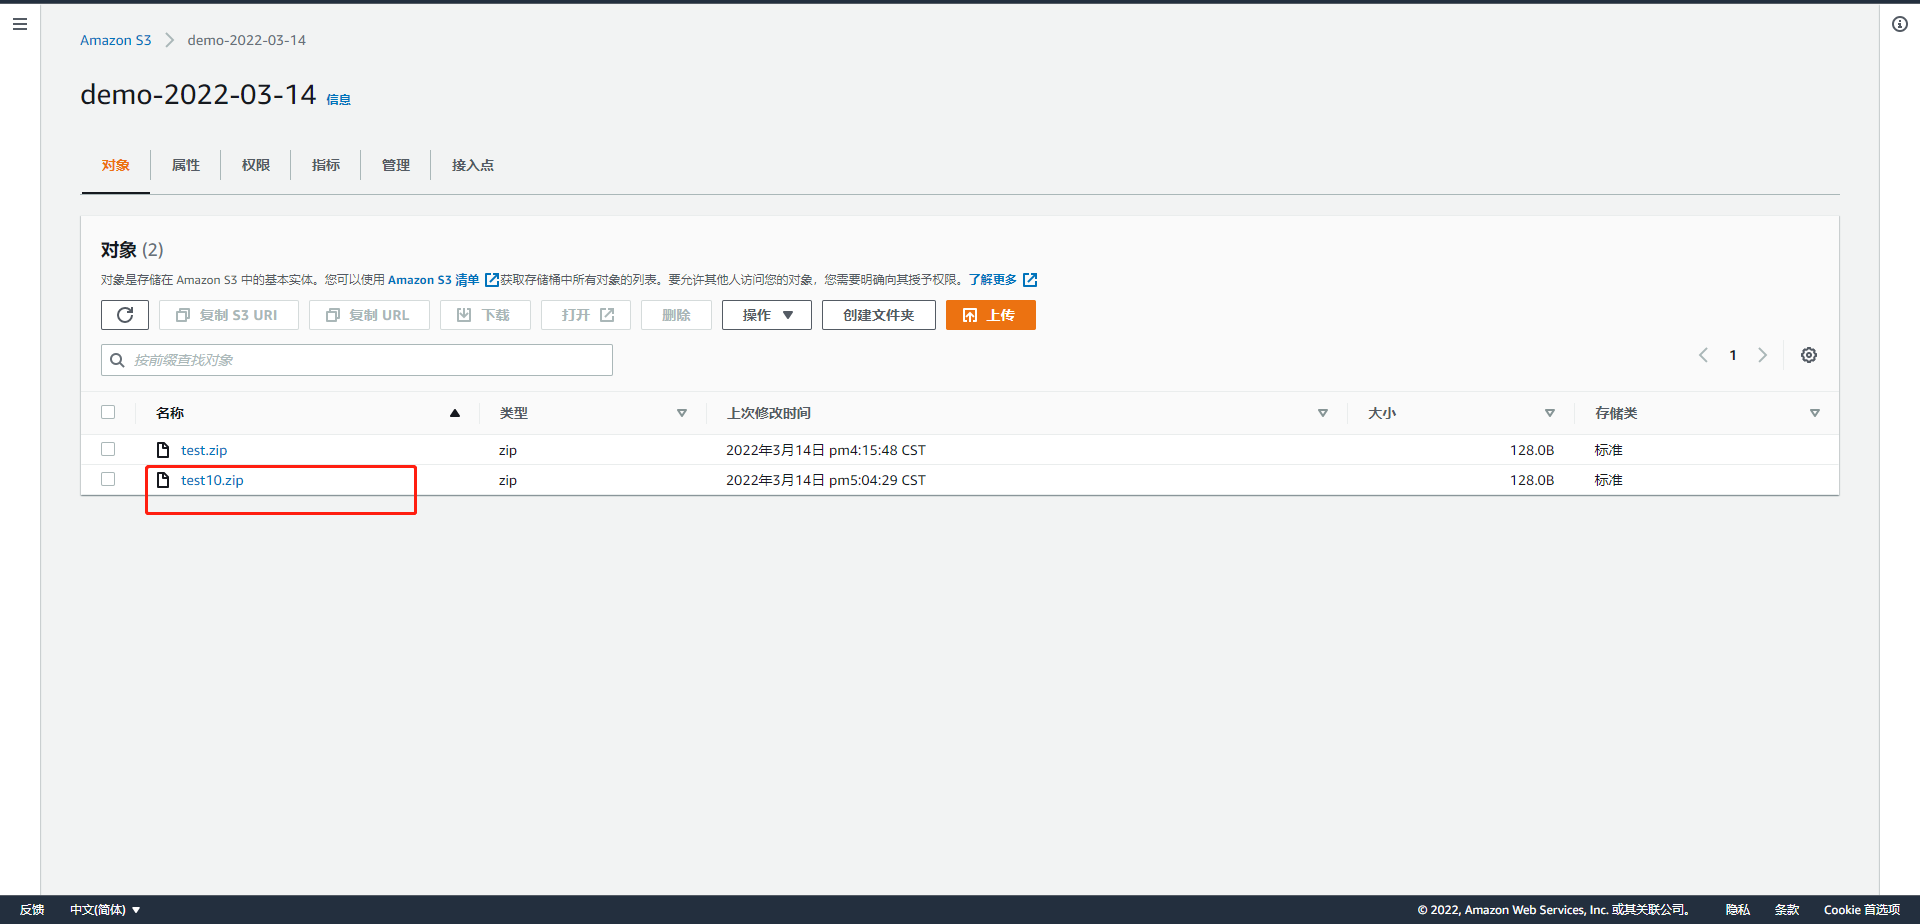 Amazon S3 demo-2022-03-14
demo-2022-03-14 信息
对象 属性 权限 指标 管理 接入点
对象 (2)
对象是存储在 Amazon S3 中的基本实体。您可以使用 Amazon S3 清单 获取存储桶中所有对象的列表。要允许其他人访问您的对象，您需要明确向其授予权限。了解更多
复制 S3 URI 复制 URL 下载 打开 删除 操作 创建文件夹 上传
按前缀查找对象 1
名称 类型 上次修改时间 大小 存储类
test.zip zip 2022年3月14日 pm4:15:48 CST 128.0B 标准
test10.zip zip 2022年3月14日 pm5:04:29 CST 128.0B 标准
反馈 中文(简体) © 2022, Amazon Web Services, Inc. 或其关联公司。 隐私 条款 Cookie 首选项